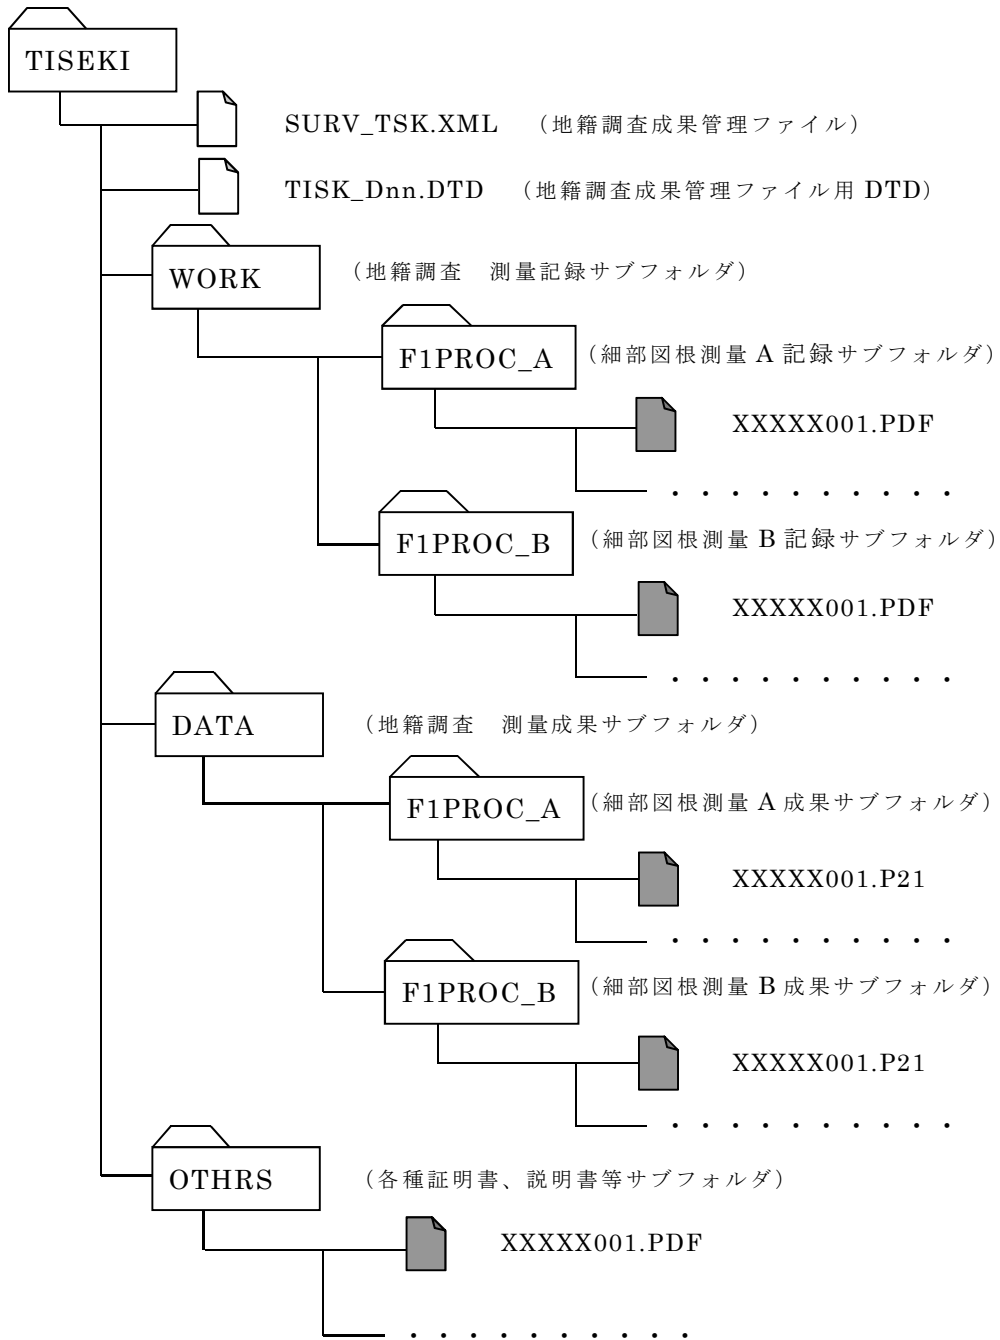 TISEKI
SURV_TSK.XML （地籍調査成果管理ファイル）
TISK_Dnn.DTD （地籍調査成果管理ファイル用 DTD）
WORK （地籍調査　測量記録サブフォルダ）
F1PROC_A （細部図根測量 A 記録サブフォルダ）
XXXXX001.PDF
・・・・・・・・・・
F1PROC_B （細部図根測量 B 記録サブフォルダ）
XXXXX001.PDF
・・・・・・・・・・
DATA （地籍調査　測量成果サブフォルダ）
F1PROC_A （細部図根測量 A 成果サブフォルダ）
XXXXX001.P21
・・・・・・・・・・
F1PROC_B （細部図根測量 B 成果サブフォルダ）
XXXXX001.P21
・・・・・・・・・・
OTHRS （各種証明書、説明書等サブフォルダ）
XXXXX001.PDF
・・・・・・・・・・